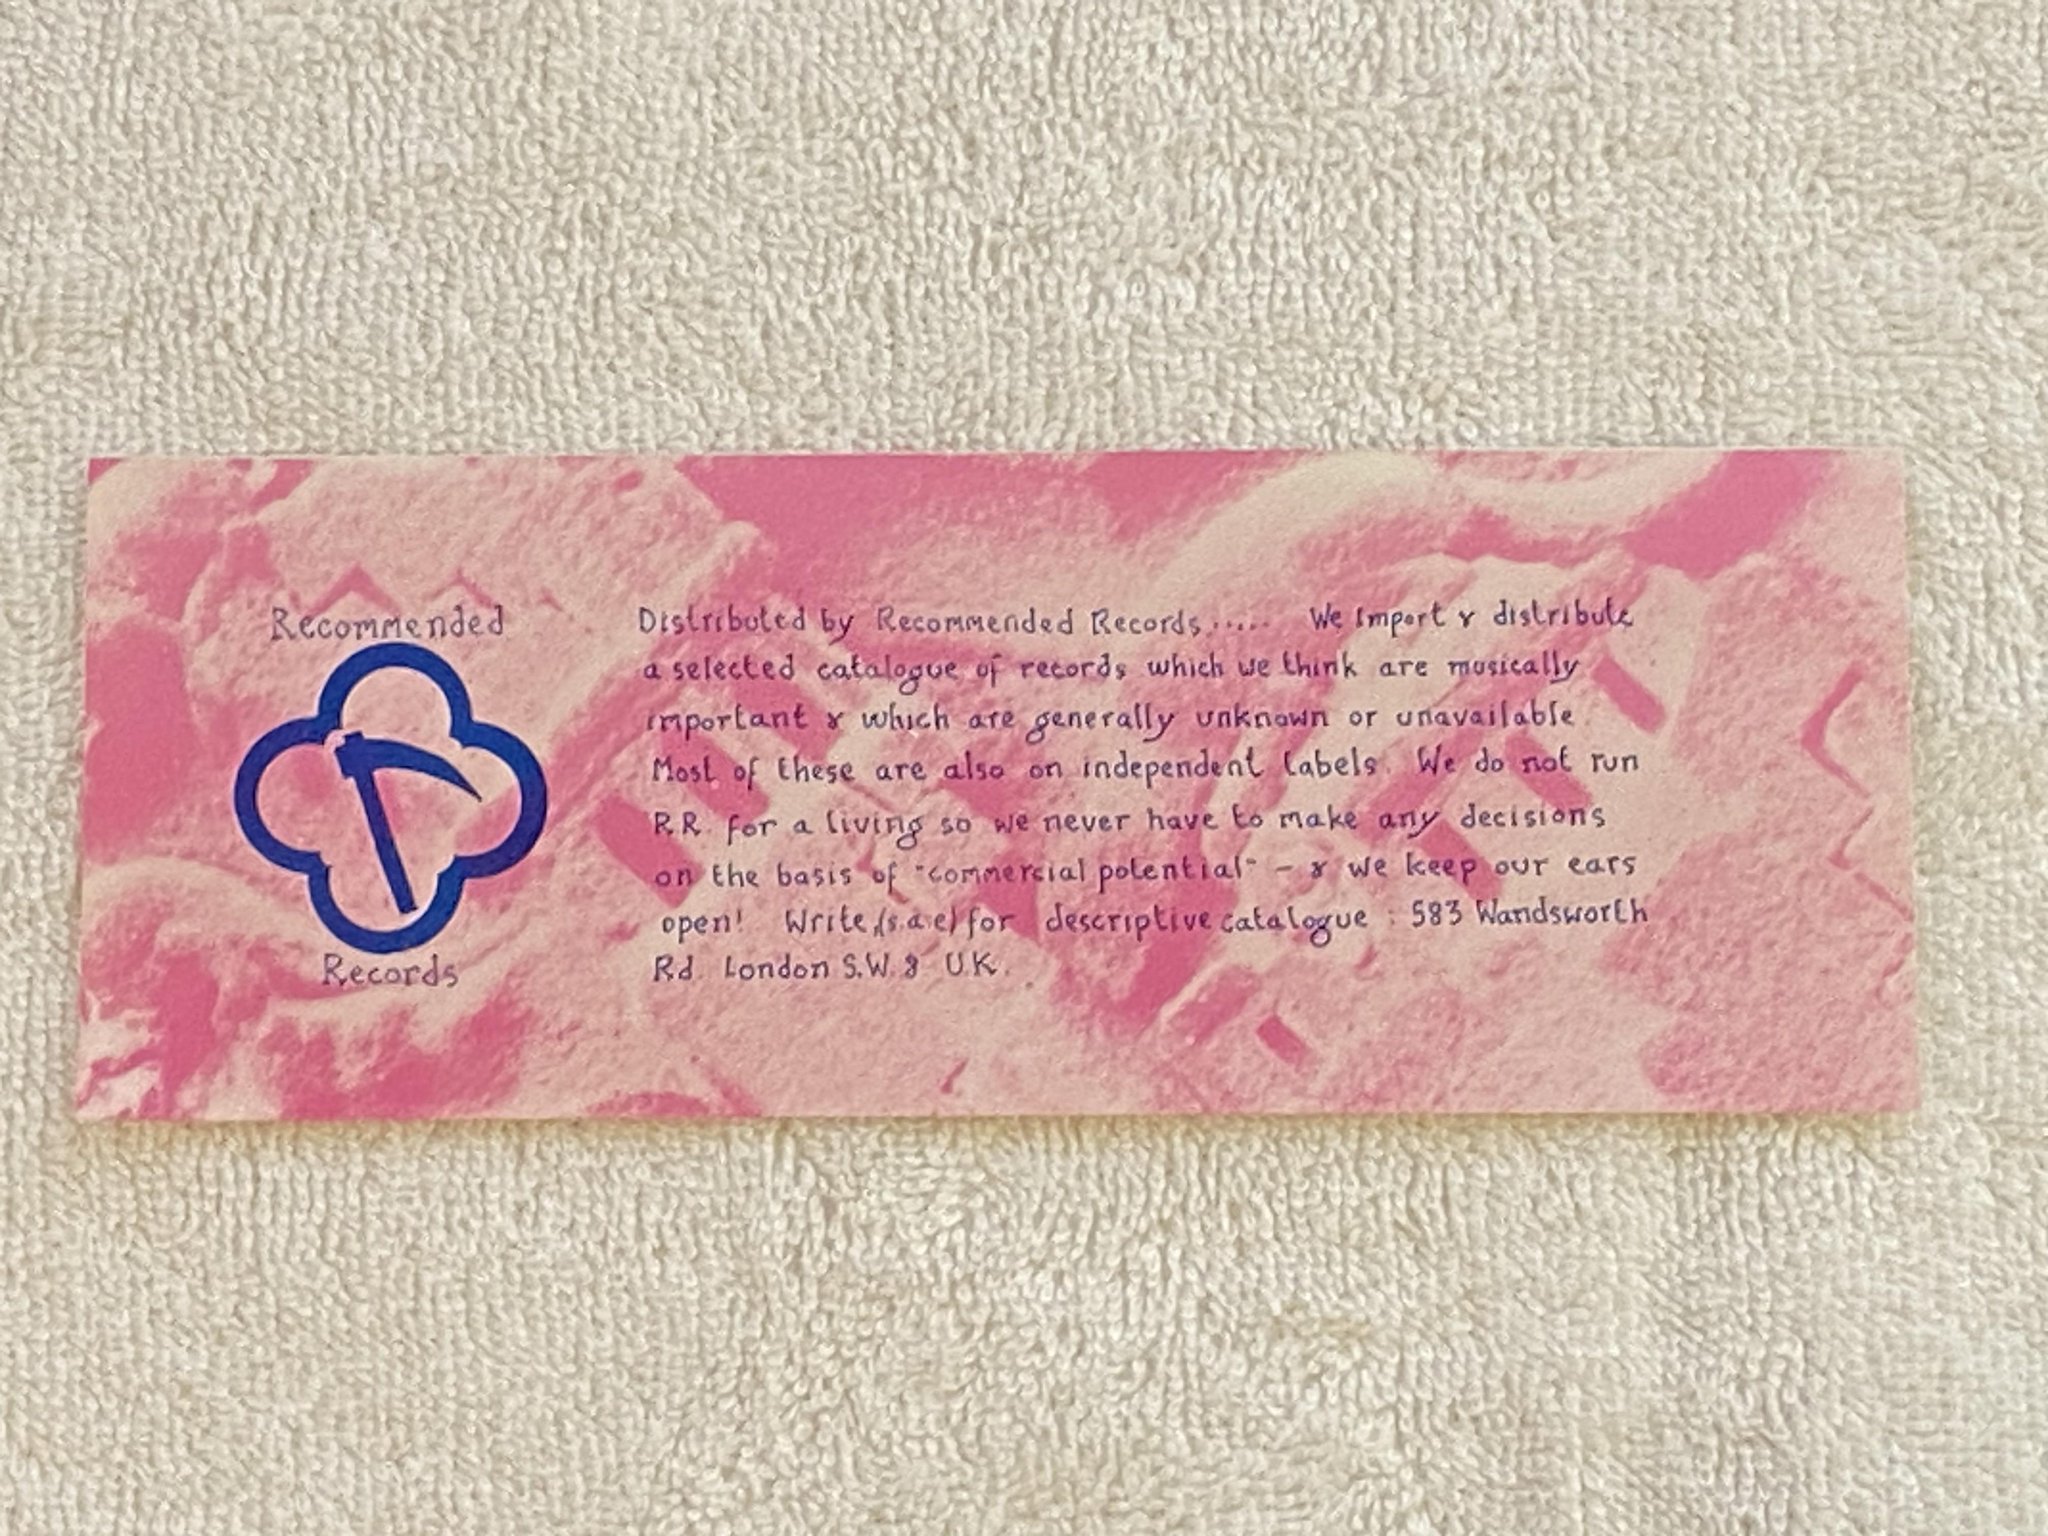 Recommended
Records
Distributed by Recommended Records...... We import & distribute
a selected catalogue of records which we think are musically
important & which are generally unknown or unavailable
Most of these are also on independent labels. We do not run
R.R. for a living so we never have to make any decisions
on the basis of "commercial potential" - & we keep our ears
open! Write (s.a.e) for descriptive catalogue : 583 Wandsworth
Rd. London S.W.8 U.K.